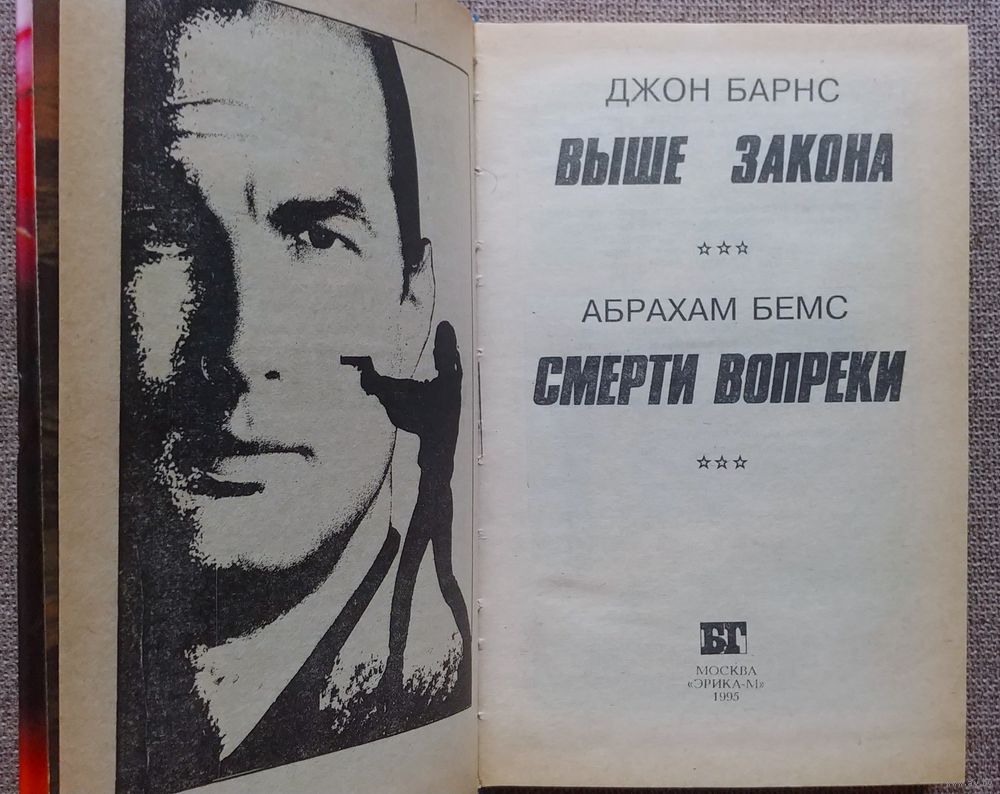 ДЖОН БАРНС
ВЫШЕ ЗАКОНА
АБРАХАМ БЕМС
СМЕРТИ ВОПРЕКИ
БГ
МОСКВА
«ЭРИКА-М»
1995